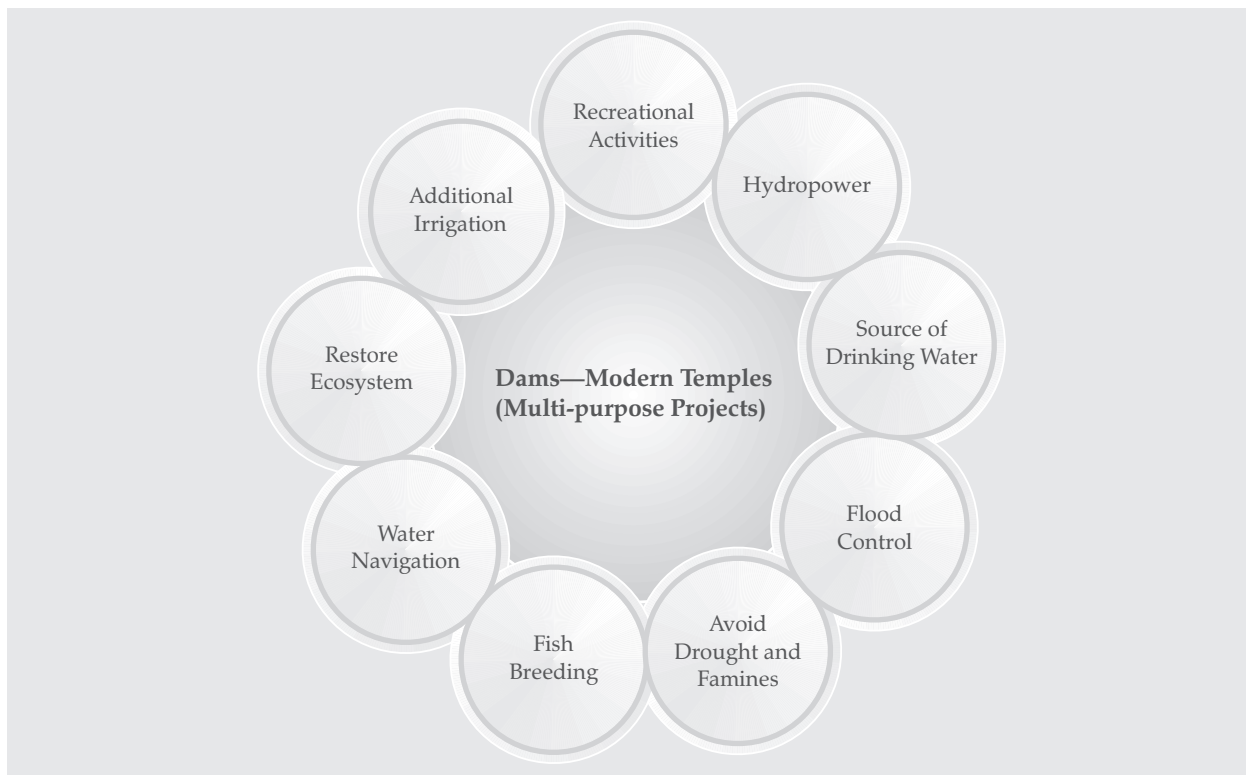 Recreational
Activities
Hydropower
Source of
Drinking Water
Flood
Control
Avoid
Drought and
Famines
Fish
Breeding
Water
Navigation
Restore
Ecosystem
Additional
Irrigation
Dams—Modern Temples
(Multi-purpose Projects)